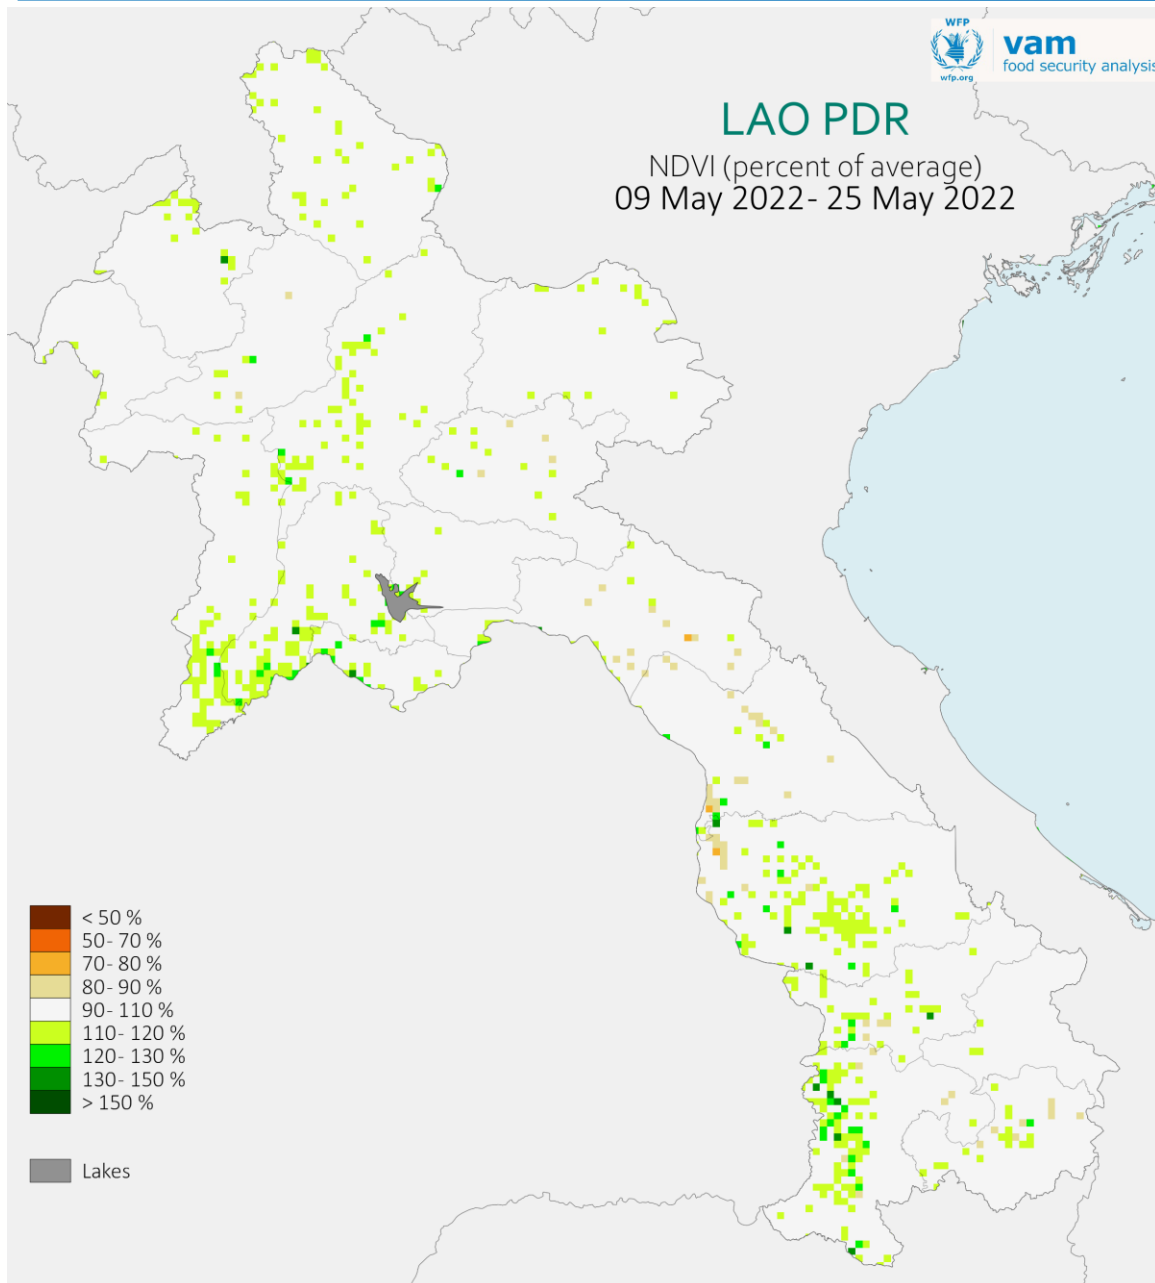 WFP
wfp.org
vam
food security analysis
LAO PDR
NDVI (percent of average)
09 May 2022- 25 May 2022
< 50 %
50- 70 %
70- 80 %
80- 90 %
90- 110 %
110- 120 %
120- 130 %
130- 150 %
> 150 %
Lakes